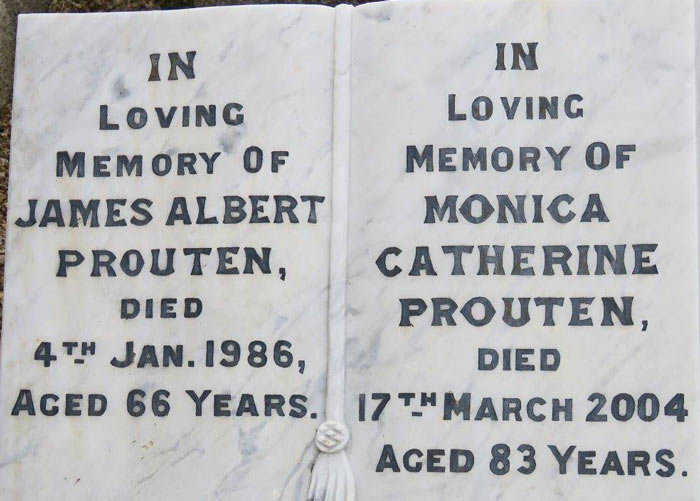 IN
LOVING
MEMORY OF
JAMES ALBERT
PROUTEN,
DIED
4TH JAN. 1986,
AGED 66 YEARS.
IN
LOVING
MEMORY OF
MONICA
CATHERINE
PROUTEN,
DIED
17TH MARCH 2004
AGED 83 YEARS.